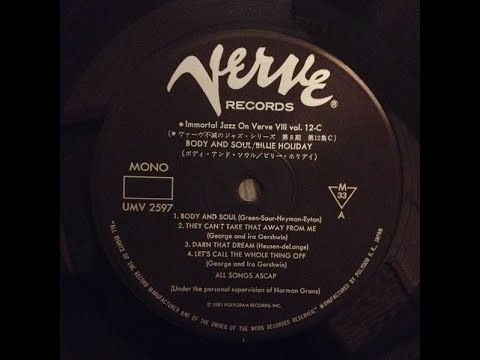 Verve
RECORDS ®
*Immortal Jazz On Verve VIII vol. 12-C
(*ヴァーヴ不滅のジャズ・シリーズ 第8期 第12集C)
BODY AND SOUL/BILLIE HOLIDAY
(ボディ・アンド・ソウル/ビリー・ホリデイ)
MONO
UMV 2597
M
33
A
1. BODY AND SOUL (Green-Sour-Heyman-Eyton)
2. THEY CAN'T TAKE THAT AWAY FROM ME
(George and Ira Gershwin)
3. DARN THAT DREAM (Heusen-deLange)
4. LET'S CALL THE WHOLE THING OFF
(George and Ira Gershwin)
ALL SONGS ASCAP
(Under the personal supervision of Norman Granz)
℗ 1981 POLYGRAM RECORDS, INC.
"ALL RIGHTS OF THE RECORD MANUFACTURER AND OF THE OWNER OF THE WORK RECORDED RESERVED." MANUFACTURED BY POLYDOR K.K. JAPAN